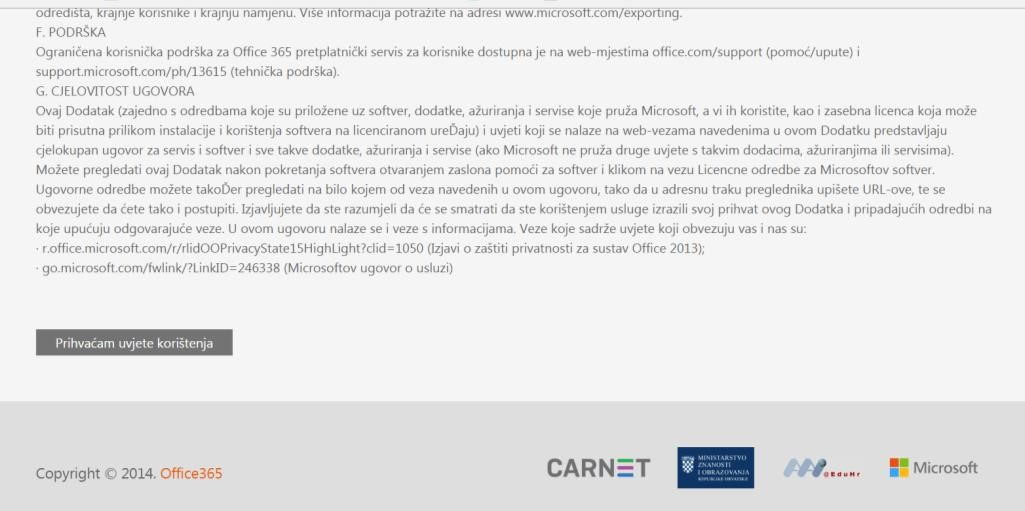 odredišta, krajnje korisnike i krajnju namjenu. Više informacija potražite na adresi www.microsoft.com/exporting.
F. PODRŠKA
Ograničena korisnička podrška za Office 365 pretplatnički servis za korisnike dostupna je na web-mjestima office.com/support (pomoć/upute) i
support.microsoft.com/ph/13615 (tehnička podrška).
G. CJELOVITOST UGOVORA
Ovaj Dodatak (zajedno s odredbama koje su priložene uz softver, dodatke, ažuriranja i servise koje pruža Microsoft, a vi ih koristite, kao i zasebna licenca koja može
biti prisutna prilikom instalacije i korištenja softvera na licenciranom ureĐaju) i uvjeti koji se nalaze na web-vezama navedenima u ovom Dodatku predstavljaju
cjelokupan ugovor za servis i softver i sve takve dodatke, ažuriranja i servise (ako Microsoft ne pruža druge uvjete s takvim dodacima, ažuriranjima ili servisima).
Možete pregledati ovaj Dodatak nakon pokretanja softvera otvaranjem zaslona pomoći za softver i klikom na vezu Licencne odredbe za Microsoftov softver.
Ugovorne odredbe možete takoĐer pregledati na bilo kojem od veza navedenih u ovom ugovoru, tako da u adresnu traku preglednika upišete URL-ove, te se
obvezujete da ćete tako i postupiti. Izjavljujete da ste razumjeli da će se smatrati da ste korištenjem usluge izrazili svoj prihvat ovog Dodatka i pripadajućih odredbi na
koje upućuju odgovarajuće veze. U ovom ugovoru nalaze se i veze s informacijama. Veze koje sadrže uvjete koji obvezuju vas i nas su:
· r.office.microsoft.com/r/rlidOOPrivacyState15HighLight?clid=1050 (Izjavi o zaštiti privatnosti za sustav Office 2013);
· go.microsoft.com/fwlink/?LinkID=246338 (Microsoftov ugovor o usluzi)
Prihvaćam uvjete korištenja
Copyright © 2014. Office365
CARNET
MINISTARSTVO
ZNANOSTI
I OBRAZOVANJA
REPUBLIKE HRVATSKE
AAI@EduHr
Microsoft